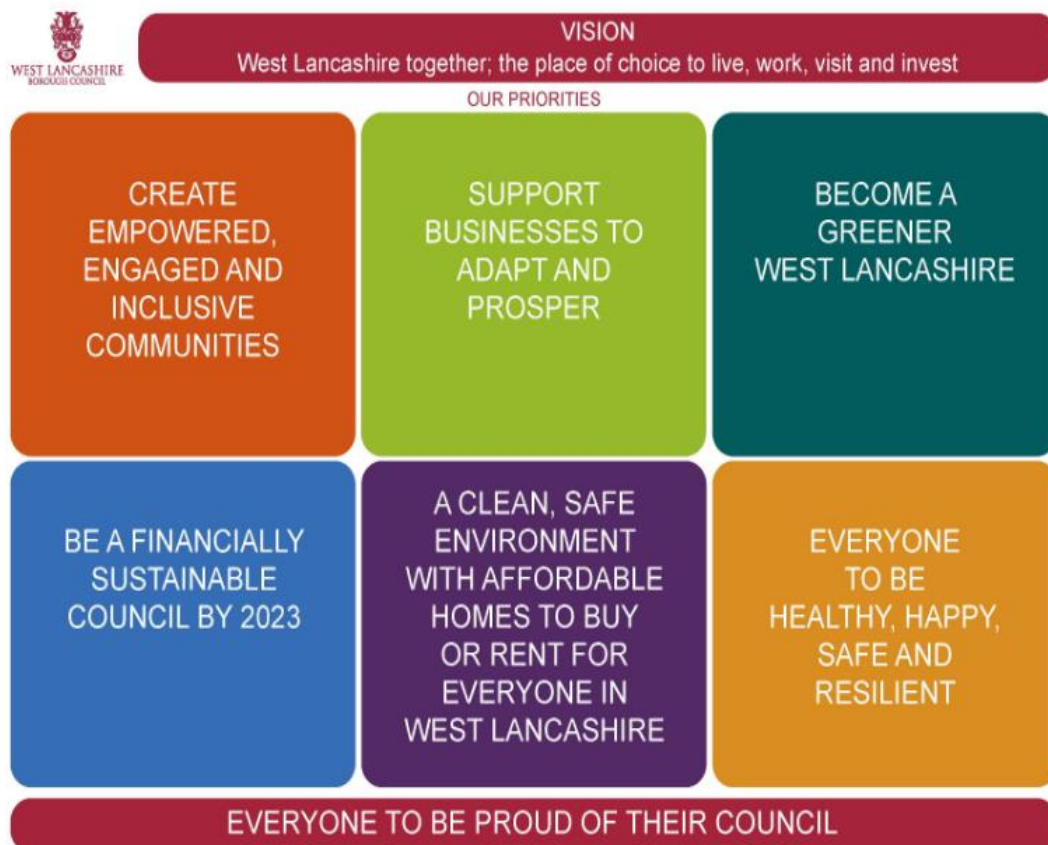 WEST LANCASHIRE
BOROUGH COUNCIL
VISION
West Lancashire together; the place of choice to live, work, visit and invest
OUR PRIORITIES
CREATE
EMPOWERED,
ENGAGED AND
INCLUSIVE
COMMUNITIES
SUPPORT
BUSINESSES TO
ADAPT AND
PROSPER
BECOME A
GREENER
WEST LANCASHIRE
BE A FINANCIALLY
SUSTAINABLE
COUNCIL BY 2023
A CLEAN, SAFE
ENVIRONMENT
WITH AFFORDABLE
HOMES TO BUY
OR RENT FOR
EVERYONE IN
WEST LANCASHIRE
EVERYONE
TO BE
HEALTHY, HAPPY,
SAFE AND
RESILIENT
EVERYONE TO BE PROUD OF THEIR COUNCIL